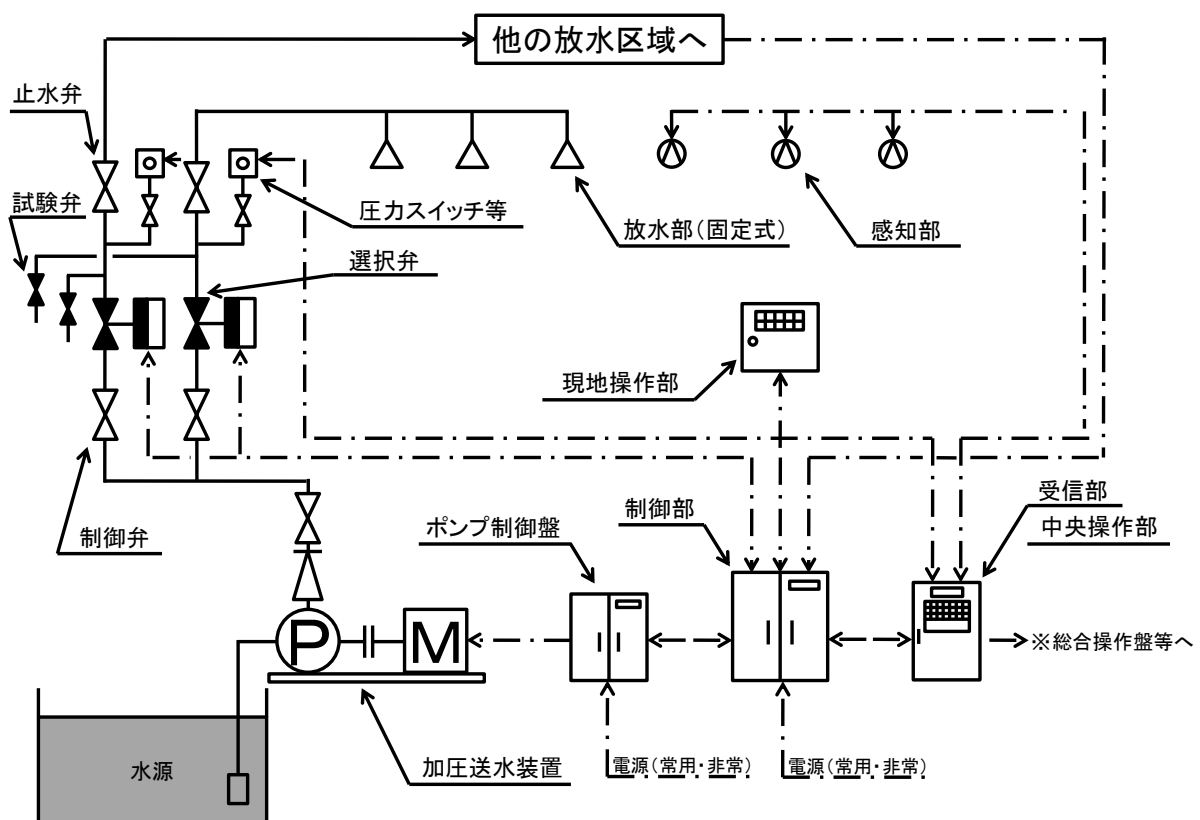 他の放水区域へ
止水弁
試験弁
圧力スイッチ等
放水部(固定式)
感知部
選択弁
現地操作部
制御弁
ポンプ制御盤
制御部
受信部
中央操作部
P
M
※総合操作盤等へ
水源
加圧送水装置
電源(常用・非常)
電源(常用・非常)